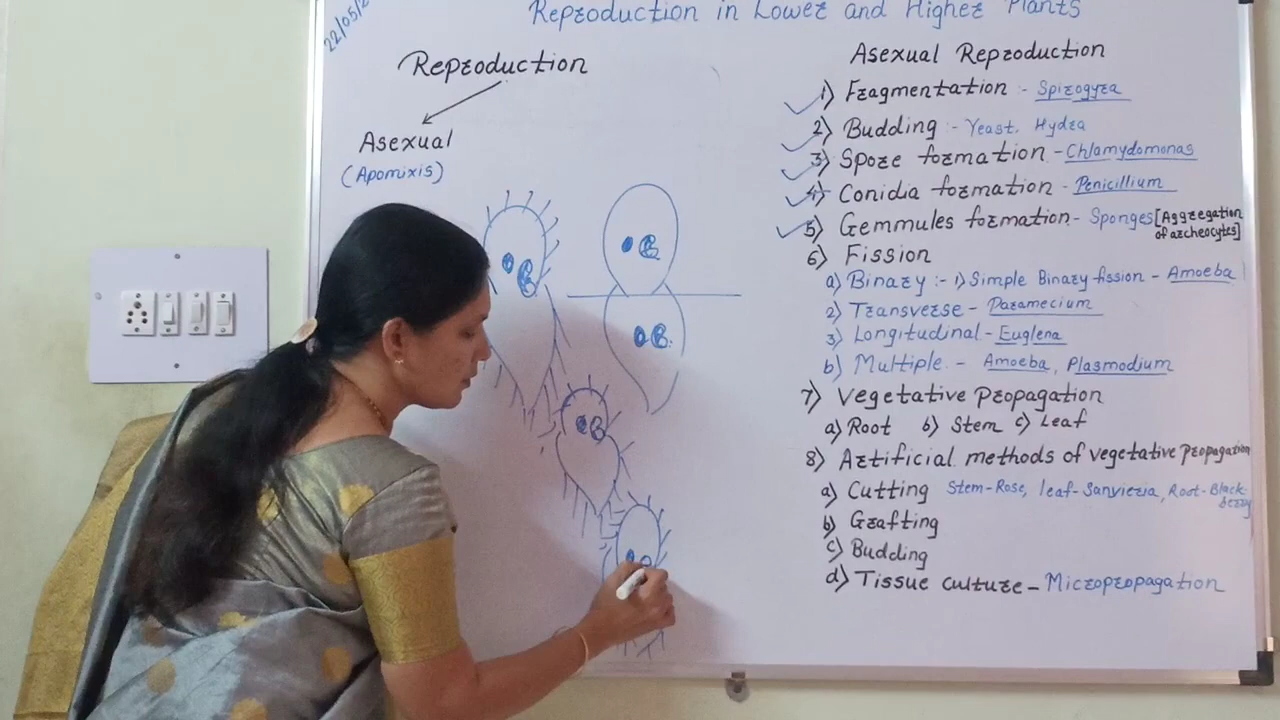 Reproduction in Lower and Higher Plants
22/05/2
Reproduction
Asexual
(Apomixis)
Asexual Reproduction
1) Fragmentation :- Spirogyra
2) Budding :- Yeast. Hydra
3) Spore formation - Chlamydomonas
4) Conidia formation - Penicillium
5) Gemmules formation - Sponges [Aggregation
of archeocytes]
6) Fission
a) Binary :- 1) Simple Binary fission - Amoeba
2) Transverse - Paramecium
3) Longitudinal - Euglena
b) Multiple - Amoeba, Plasmodium
7) Vegetative Propagation
a) Root b) Stem c) Leaf
8) Artificial methods of vegetative propagation
a) Cutting Stem-Rose, leaf-Sanvieria, Root-Black
berry
b) Grafting
c) Budding
d) Tissue culture - Micropropagation